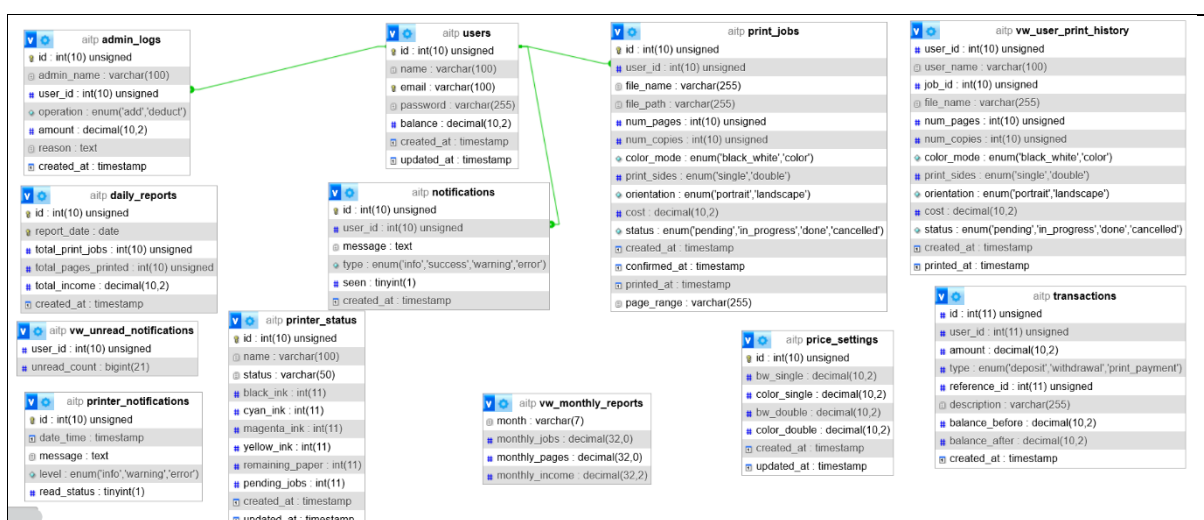 aitp admin_logs
id : int(10) unsigned
admin_name : varchar(100)
user_id : int(10) unsigned
operation : enum('add','deduct')
amount : decimal(10,2)
reason : text
created_at : timestamp
aitp users
id : int(10) unsigned
name : varchar(100)
email : varchar(100)
password : varchar(255)
balance : decimal(10,2)
created_at : timestamp
updated_at : timestamp
aitp print_jobs
id : int(10) unsigned
user_id : int(10) unsigned
file_name : varchar(255)
file_path : varchar(255)
num_pages : int(10) unsigned
num_copies : int(10) unsigned
color_mode : enum('black_white','color')
print_sides : enum('single','double')
orientation : enum('portrait','landscape')
cost : decimal(10,2)
status : enum('pending','in_progress','done','cancelled')
created_at : timestamp
confirmed_at : timestamp
printed_at : timestamp
page_range : varchar(255)
aitp vw_user_print_history
user_id : int(10) unsigned
user_name : varchar(100)
job_id : int(10) unsigned
file_name : varchar(255)
num_pages : int(10) unsigned
num_copies : int(10) unsigned
color_mode : enum('black_white','color')
print_sides : enum('single','double')
orientation : enum('portrait','landscape')
cost : decimal(10,2)
status : enum('pending','in_progress','done','cancelled')
created_at : timestamp
printed_at : timestamp
aitp daily_reports
id : int(10) unsigned
report_date : date
total_print_jobs : int(10) unsigned
total_pages_printed : int(10) unsigned
total_income : decimal(10,2)
created_at : timestamp
aitp notifications
id : int(10) unsigned
user_id : int(10) unsigned
message : text
type : enum('info','success','warning','error')
seen : tinyint(1)
created_at : timestamp
aitp vw_unread_notifications
user_id : int(10) unsigned
unread_count : bigint(21)
aitp printer_status
id : int(10) unsigned
name : varchar(100)
status : varchar(50)
black_ink : int(11)
cyan_ink : int(11)
magenta_ink : int(11)
yellow_ink : int(11)
remaining_paper : int(11)
pending_jobs : int(11)
created_at : timestamp
updated_at : timestamp
aitp printer_notifications
id : int(10) unsigned
date_time : timestamp
message : text
level : enum('info','warning','error')
read_status : tinyint(1)
aitp vw_monthly_reports
month : varchar(7)
monthly_jobs : decimal(32,0)
monthly_pages : decimal(32,0)
monthly_income : decimal(32,2)
aitp price_settings
id : int(10) unsigned
bw_single : decimal(10,2)
color_single : decimal(10,2)
bw_double : decimal(10,2)
color_double : decimal(10,2)
created_at : timestamp
updated_at : timestamp
aitp transactions
id : int(11) unsigned
user_id : int(11) unsigned
amount : decimal(10,2)
type : enum('deposit','withdrawal','print_payment')
reference_id : int(11) unsigned
description : varchar(255)
balance_before : decimal(10,2)
balance_after : decimal(10,2)
created_at : timestamp